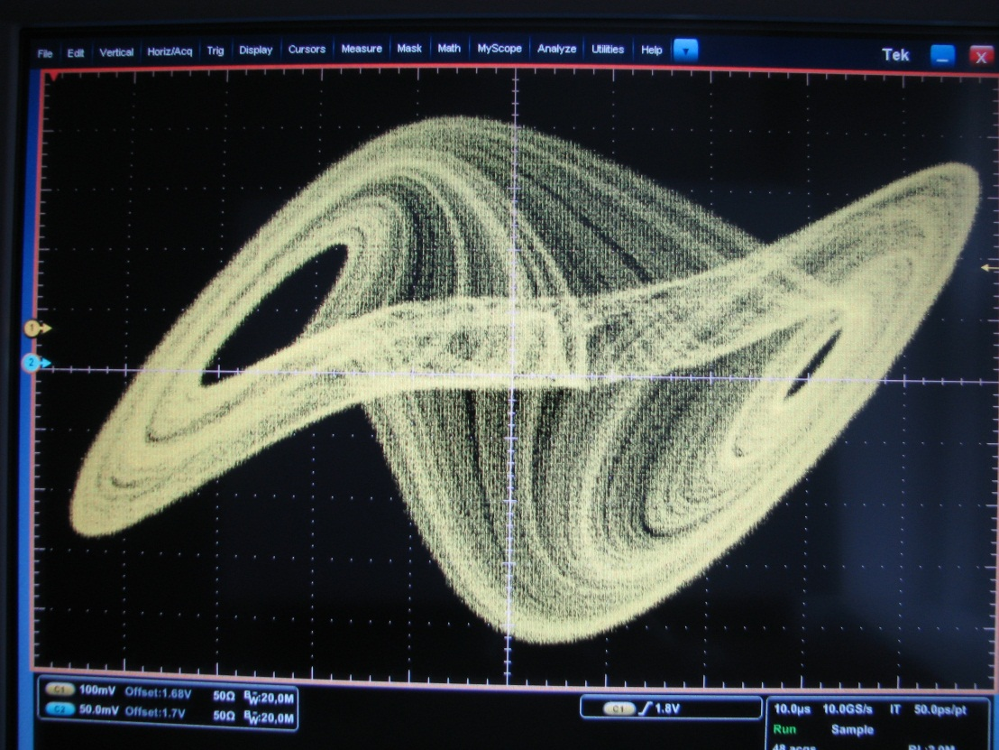 File Edit Vertical Horiz/Acq Trig Display Cursors Measure Mask Math MyScope Analyze Utilities Help Tek X
1
2
C1 100mV Offset:1.68V 50Ω BW:20,0M
C2 50.0mV Offset:1.7V 50Ω BW:20,0M
C1 1.8V
10.0µs 10.0GS/s IT 50.0ps/pt
Run Sample
48 acqs